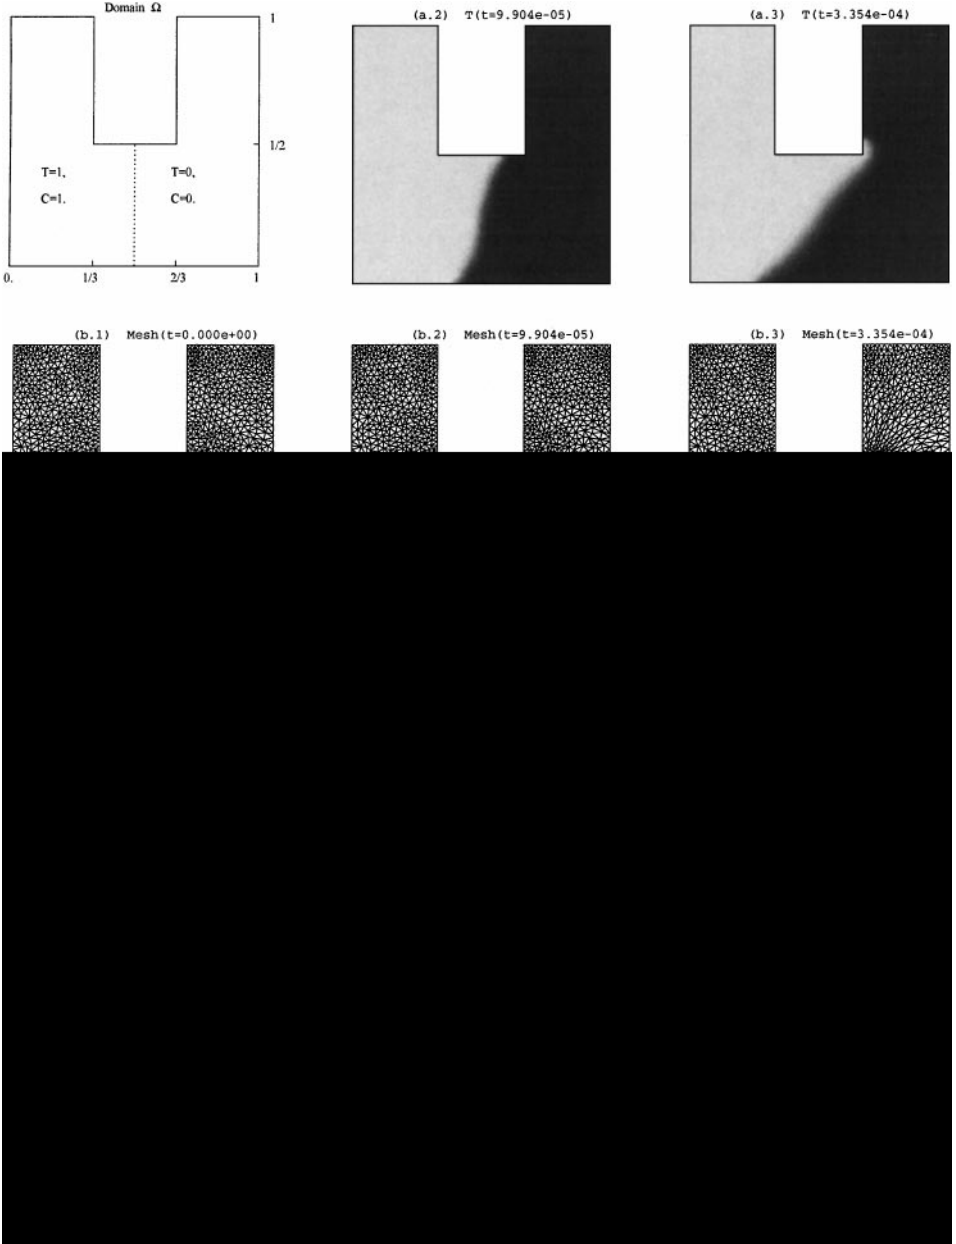 Domain Ω
1
1/2
T=1,
T=0,
C=1.
C=0.
0.
1/3
2/3
1
(a.2) T(t=9.904e-05)
(a.3) T(t=3.354e-04)
(b.1) Mesh(t=0.000e+00)
(b.2) Mesh(t=9.904e-05)
(b.3) Mesh(t=3.354e-04)